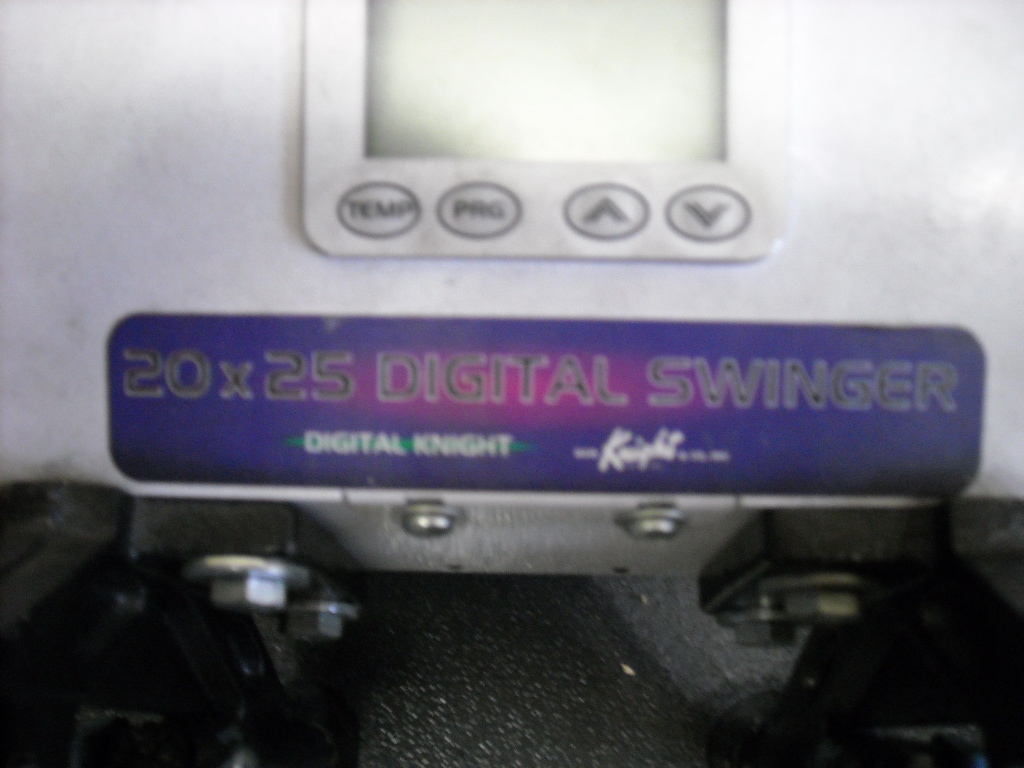 TEMP PRG
20 x 25 DIGITAL SWINGER
DIGITAL KNIGHT Knight